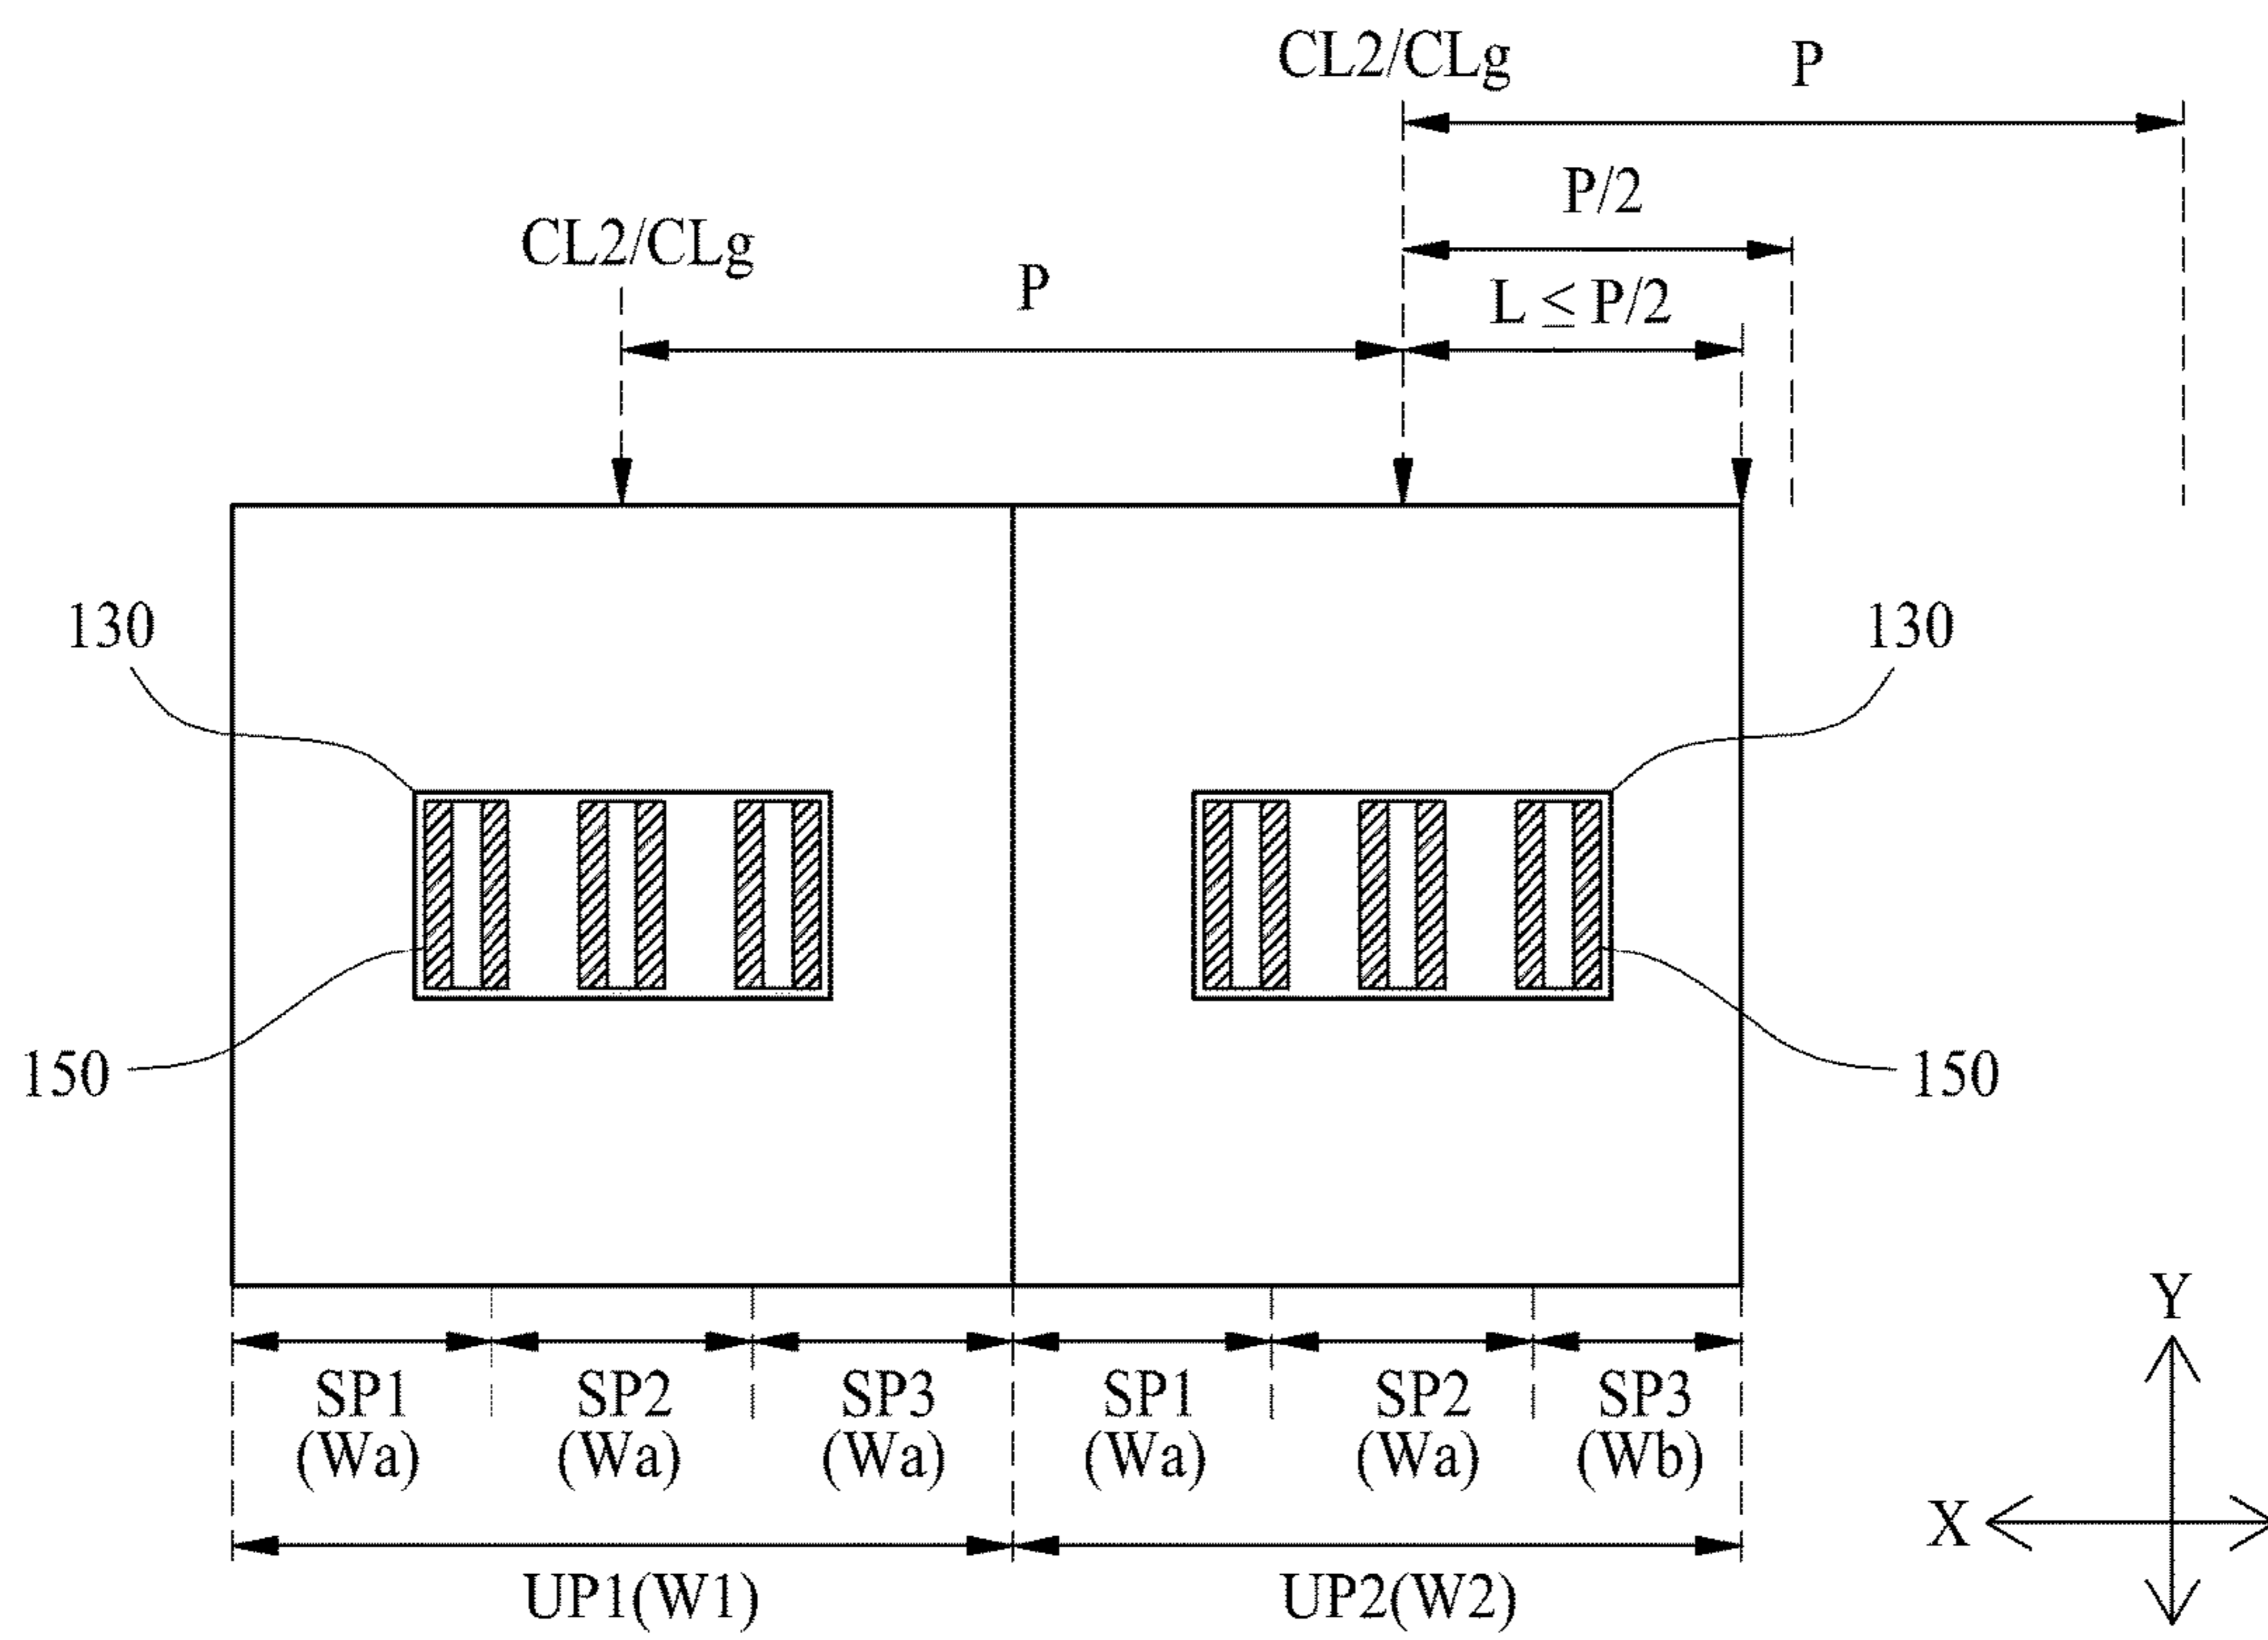 CL2/CLg
P
P/2
CL2/CLg
P
L ≤ P/2
130
130
150
150
SP1
(Wa)
SP2
(Wa)
SP3
(Wa)
SP1
(Wa)
SP2
(Wa)
SP3
(Wb)
UP1(W1)
UP2(W2)
Y
X